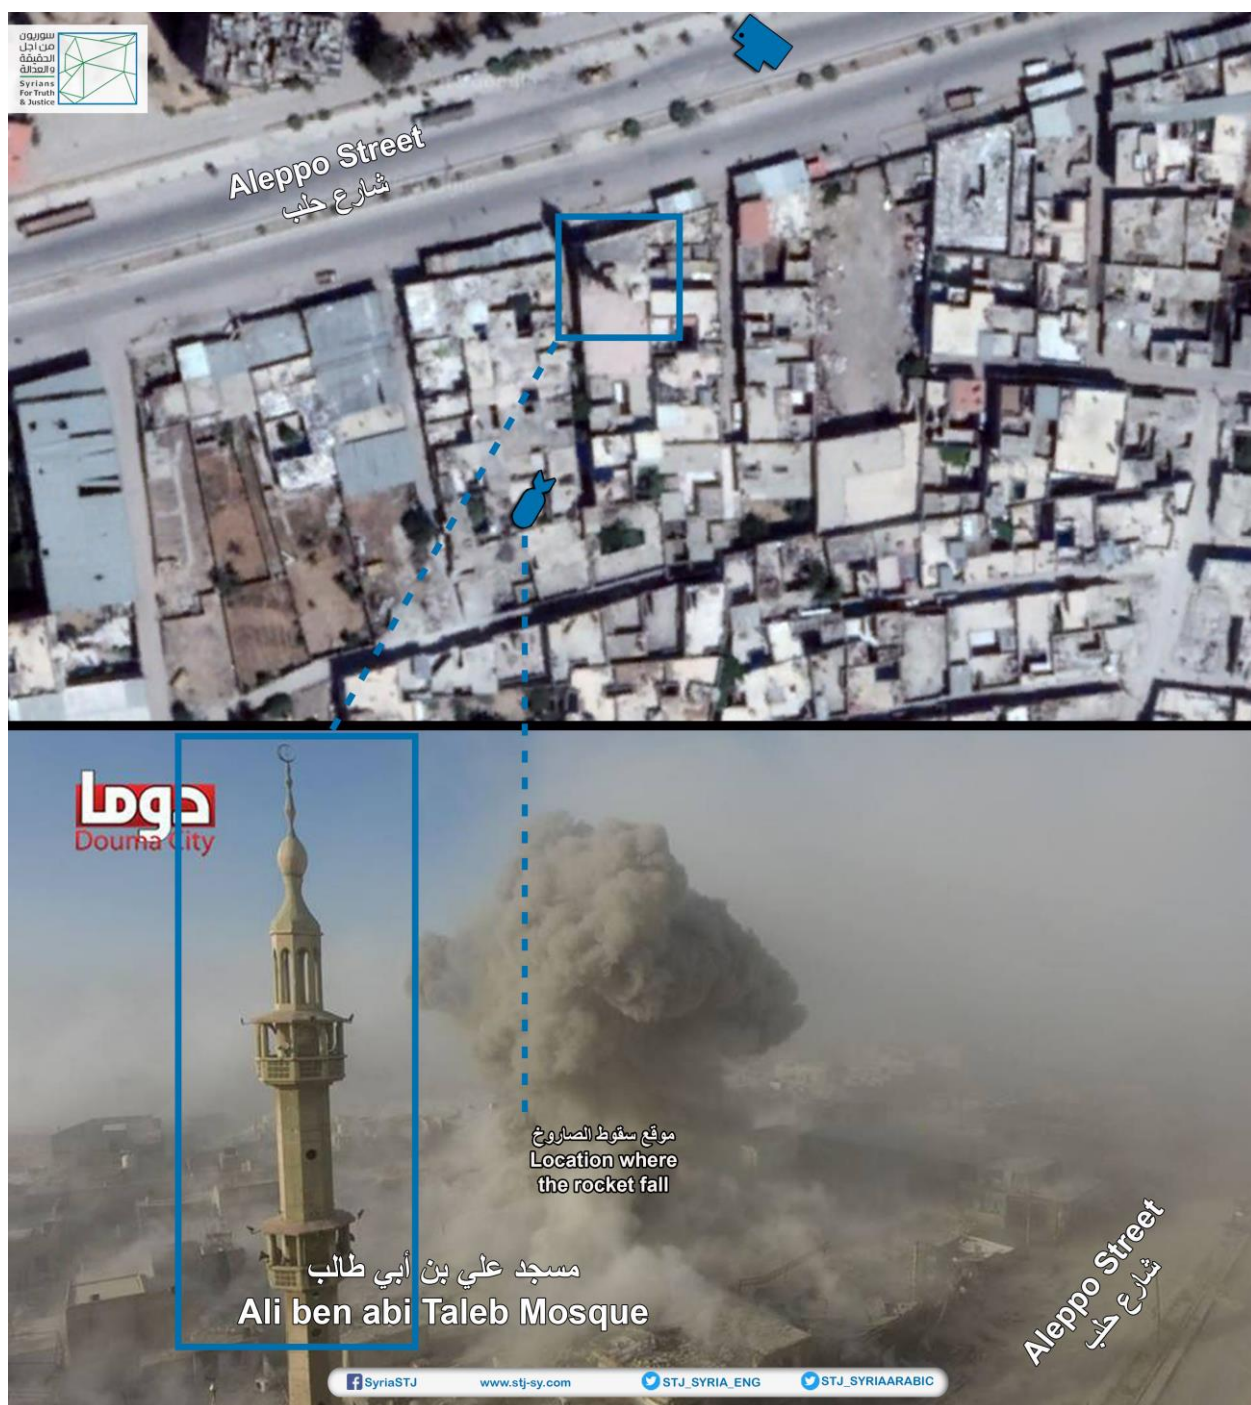 سوريون
من أجل
الحقيقة
والعدالة
Syrians
For Truth
& Justice
Aleppo Street
شارع حلب
دوما
Douma City
موقع سقوط الصاروخ
Location where
the rocket fall
مسجد علي بن أبي طالب
Ali ben abi Taleb Mosque
Aleppo Street
شارع حلب
SyriaSTJ
www.stj-sy.com
STJ_SYRIA_ENG
STJ_SYRIAARABIC